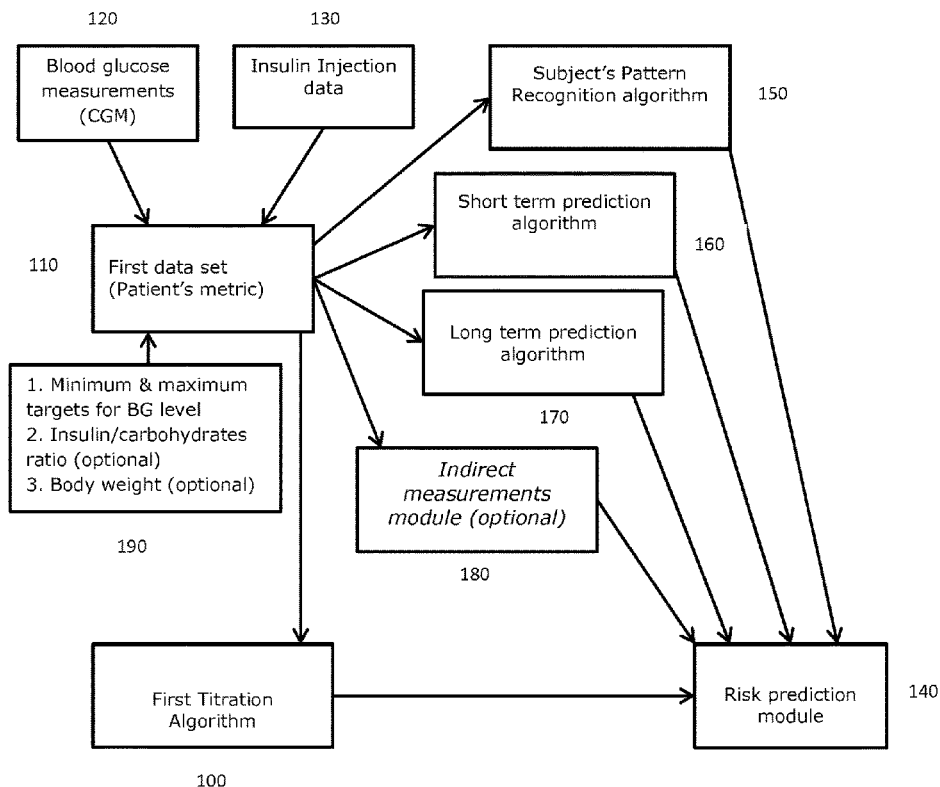 120
130
Blood glucose
measurements
(CGM)
Insulin Injection
data
Subject's Pattern
Recognition algorithm
150
Short term prediction
algorithm
160
110
First data set
(Patient's metric)
Long term prediction
algorithm
170
1. Minimum & maximum
targets for BG level
2. Insulin/carbohydrates
ratio (optional)
3. Body weight (optional)
190
Indirect
measurements
module (optional)
180
First Titration
Algorithm
100
Risk prediction
module
140